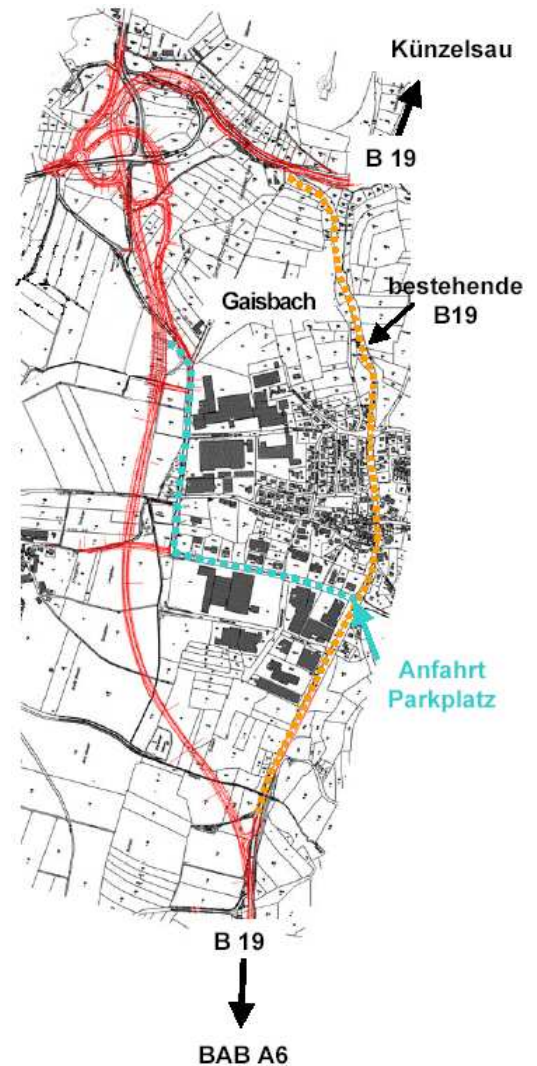 Künzelsau
B 19
bestehende
B19
Gaisbach
Anfahrt
Parkplatz
B 19
BAB A6